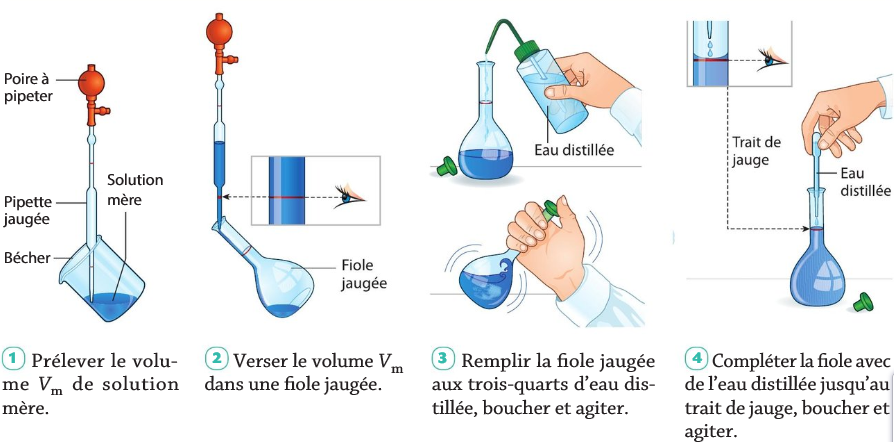 Poire à
pipeter
Pipette
jaugée
Bécher
Solution
mère
Fiole
jaugée
Eau distillée
Trait de
jauge
Eau
distillée
1 Prélever le volu-
me Vm de solution
mère.
2 Verser le volume Vm
dans une fiole jaugée.
3 Remplir la fiole jaugée
aux trois-quarts d'eau dis-
tillée, boucher et agiter.
4 Compléter la fiole avec
de l'eau distillée jusqu'au
trait de jauge, boucher et
agiter.